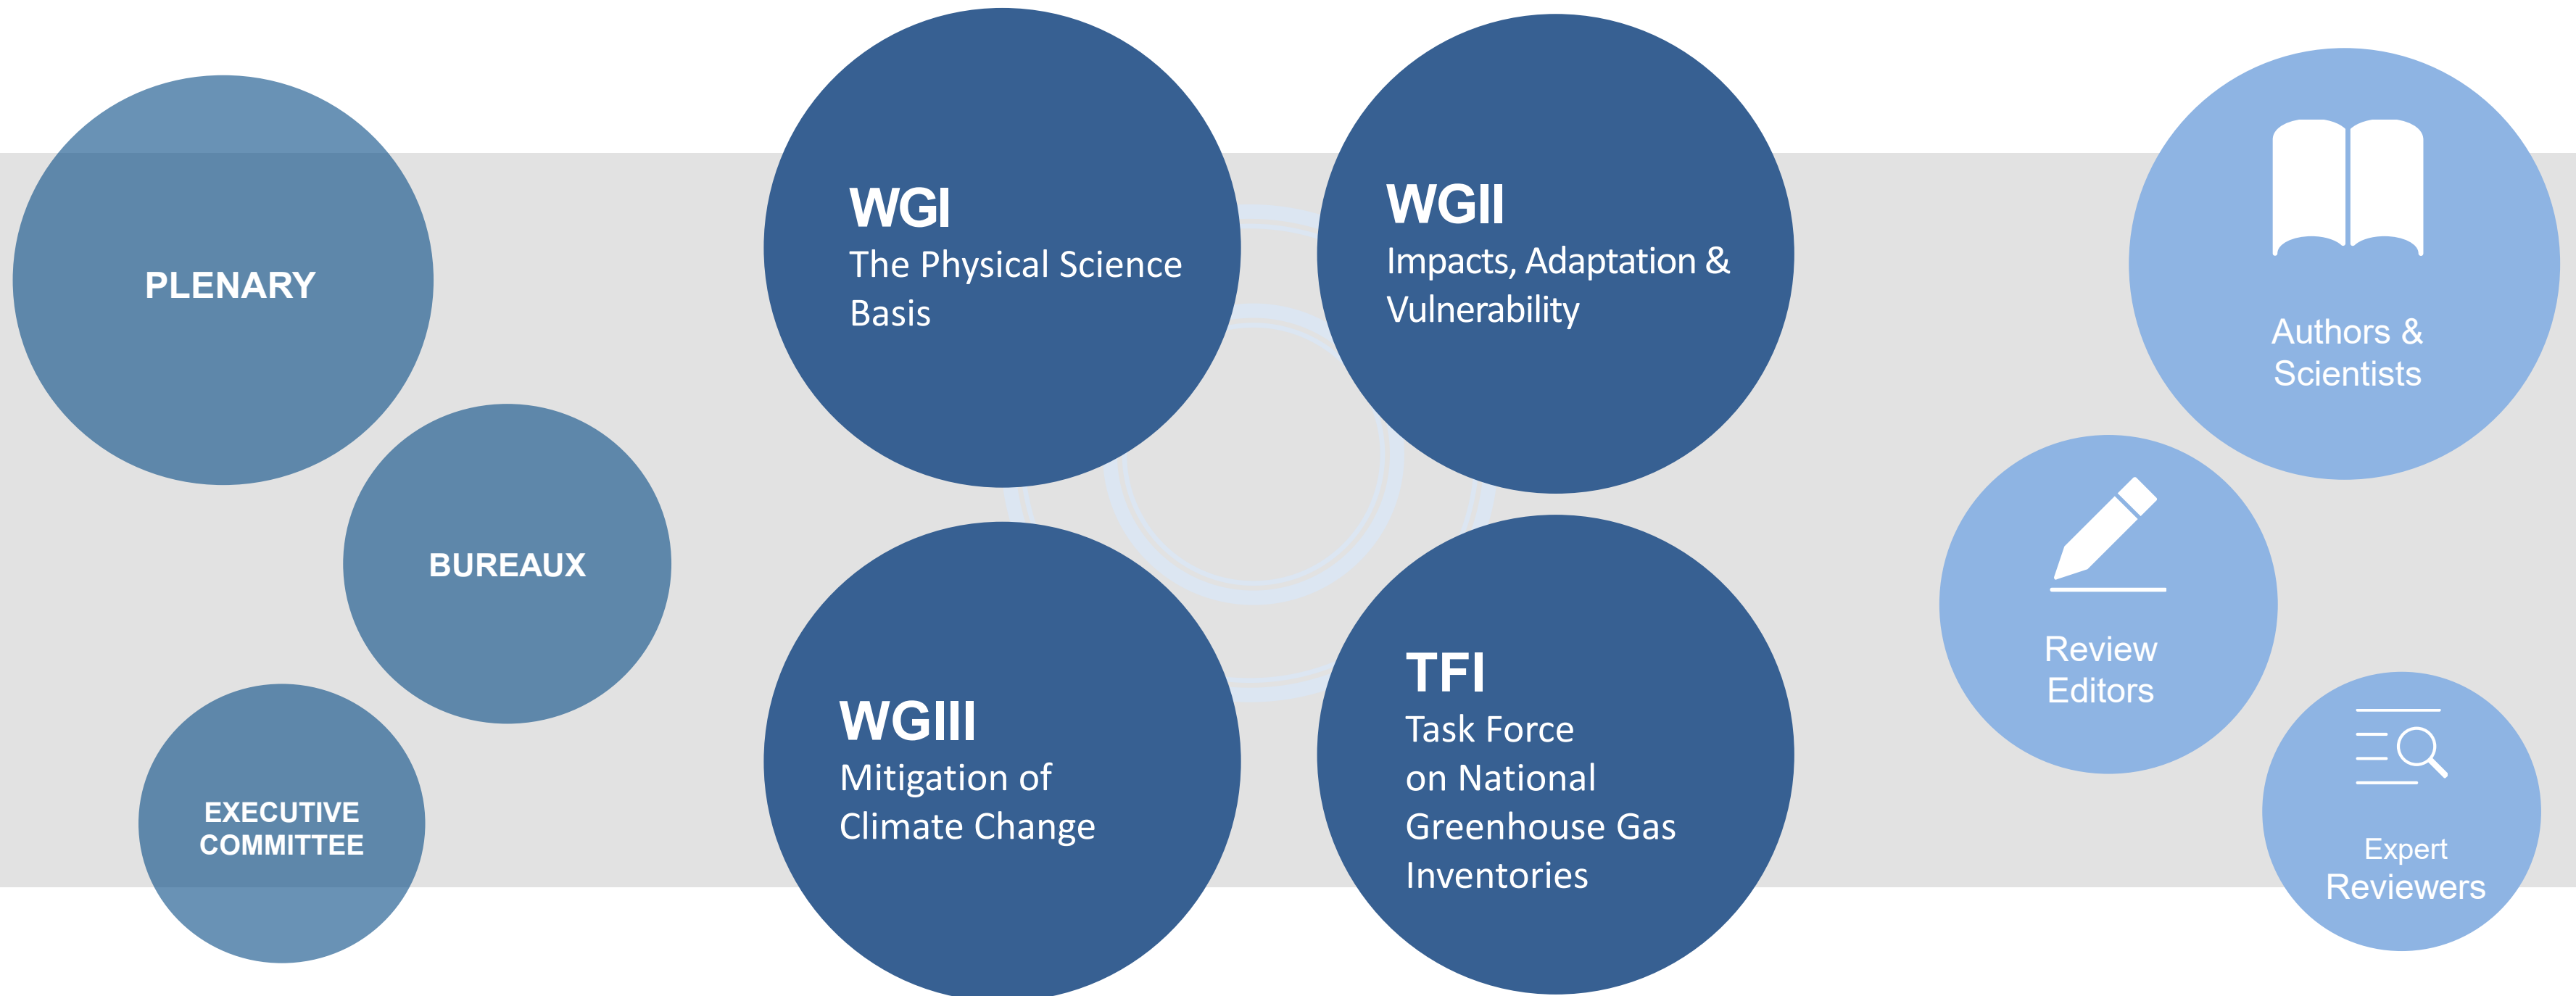 PLENARY
BUREAUX
EXECUTIVE
COMMITTEE
WGI
The Physical Science
Basis
WGII
Impacts, Adaptation &
Vulnerability
WGIII
Mitigation of
Climate Change
TFI
Task Force
on National
Greenhouse Gas
Inventories
Authors &
Scientists
Review
Editors
Expert
Reviewers